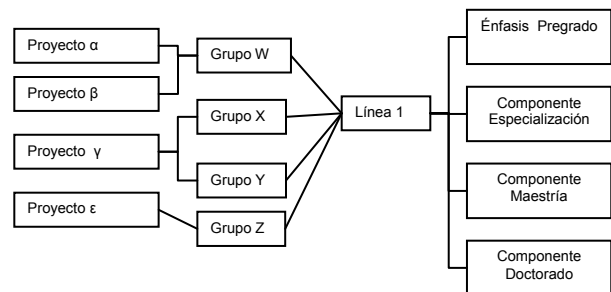 Proyecto α
Proyecto β
Proyecto γ
Proyecto ε
Grupo W
Grupo X
Grupo Y
Grupo Z
Línea 1
Énfasis Pregrado
Componente
Especialización
Componente
Maestría
Componente
Doctorado